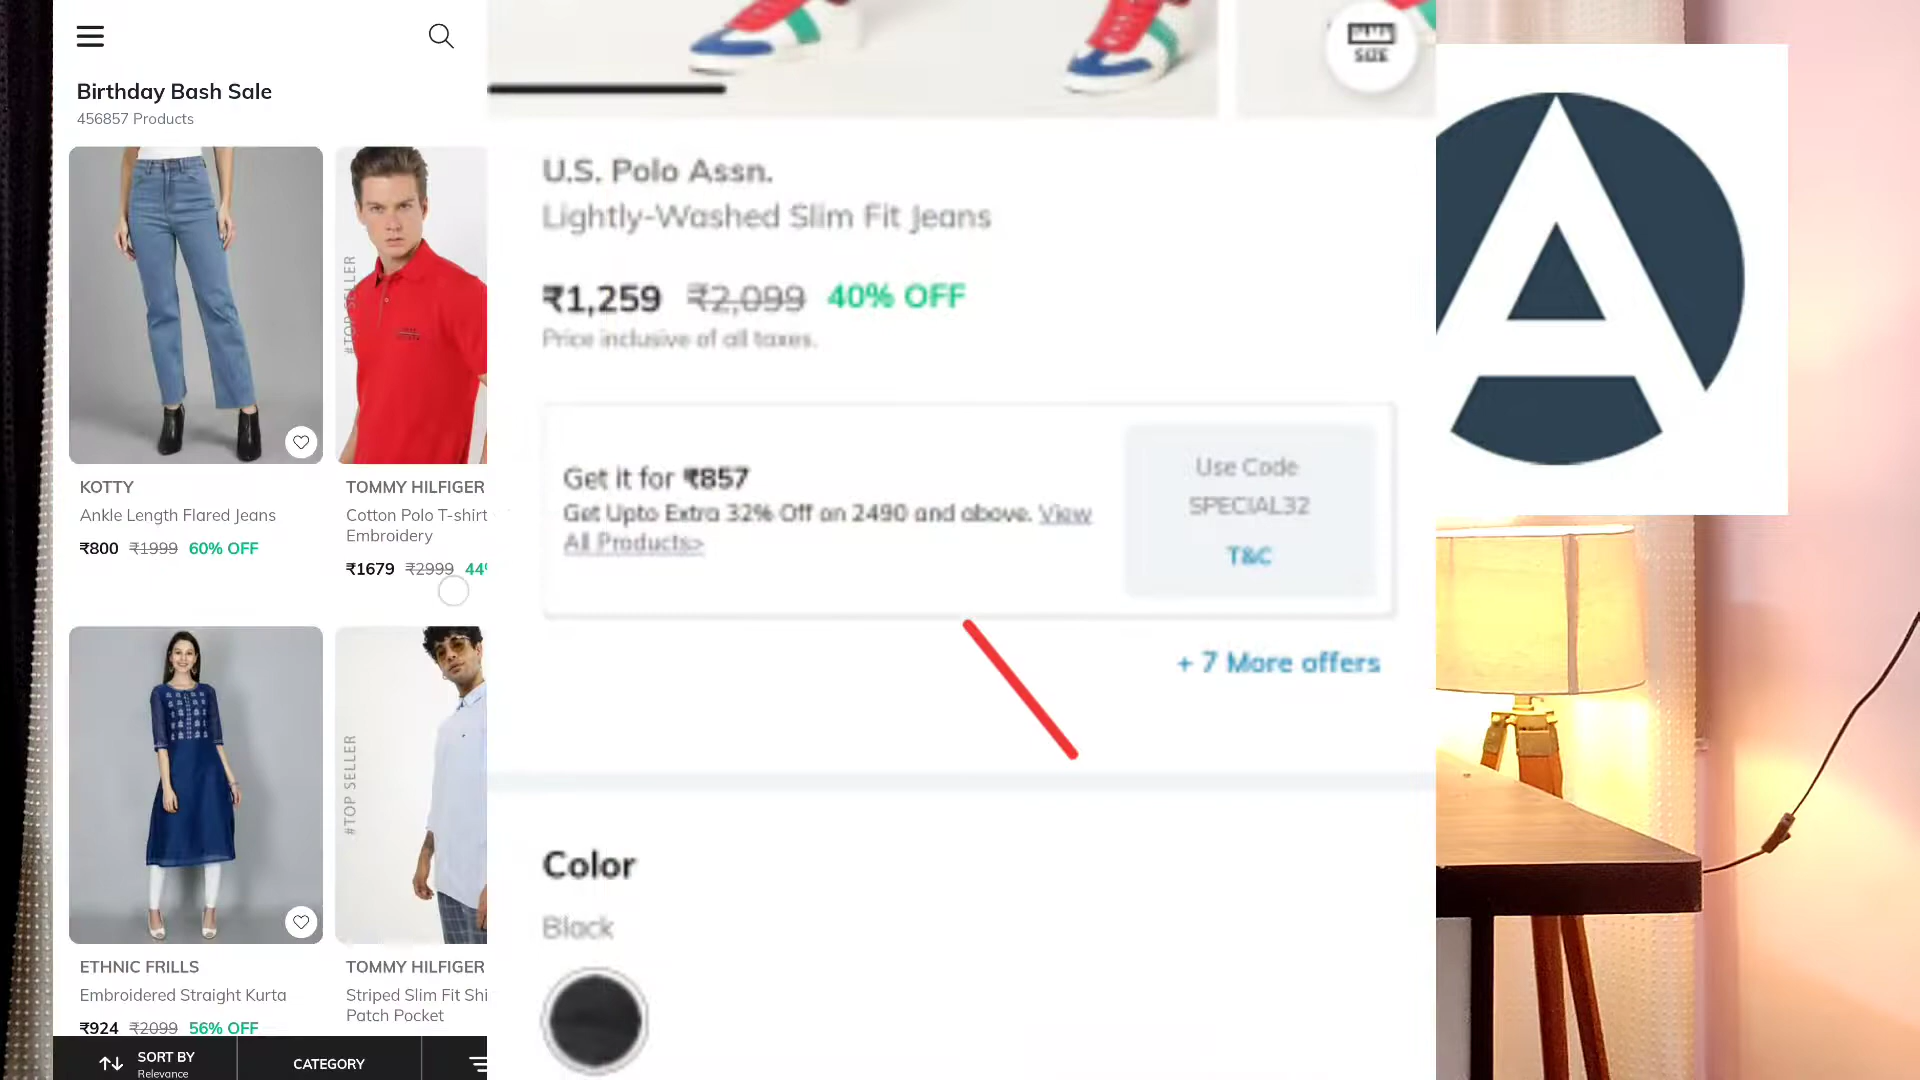 Birthday Bash Sale
456857 Products
#TOP SELLER
KOTTY
Ankle Length Flared Jeans
₹800 ₹1999 60% OFF
TOMMY HILFIGER
Cotton Polo T-shirt
Embroidery
₹1679 ₹2999 44%
#TOP SELLER
ETHNIC FRILLS
Embroidered Straight Kurta
₹924 ₹2099 56% OFF
TOMMY HILFIGER
Striped Slim Fit Shi
Patch Pocket
SORT BY
Relevance
CATEGORY
SIZE
U.S. Polo Assn.
Lightly-Washed Slim Fit Jeans
₹1,259 ₹2,099 40% OFF
Price inclusive of all taxes.
Get it for ₹857
Get Upto Extra 32% Off on 2490 and above. View
All Products>
Use Code
SPECIAL32
T&C
+ 7 More offers
Color
Black
A